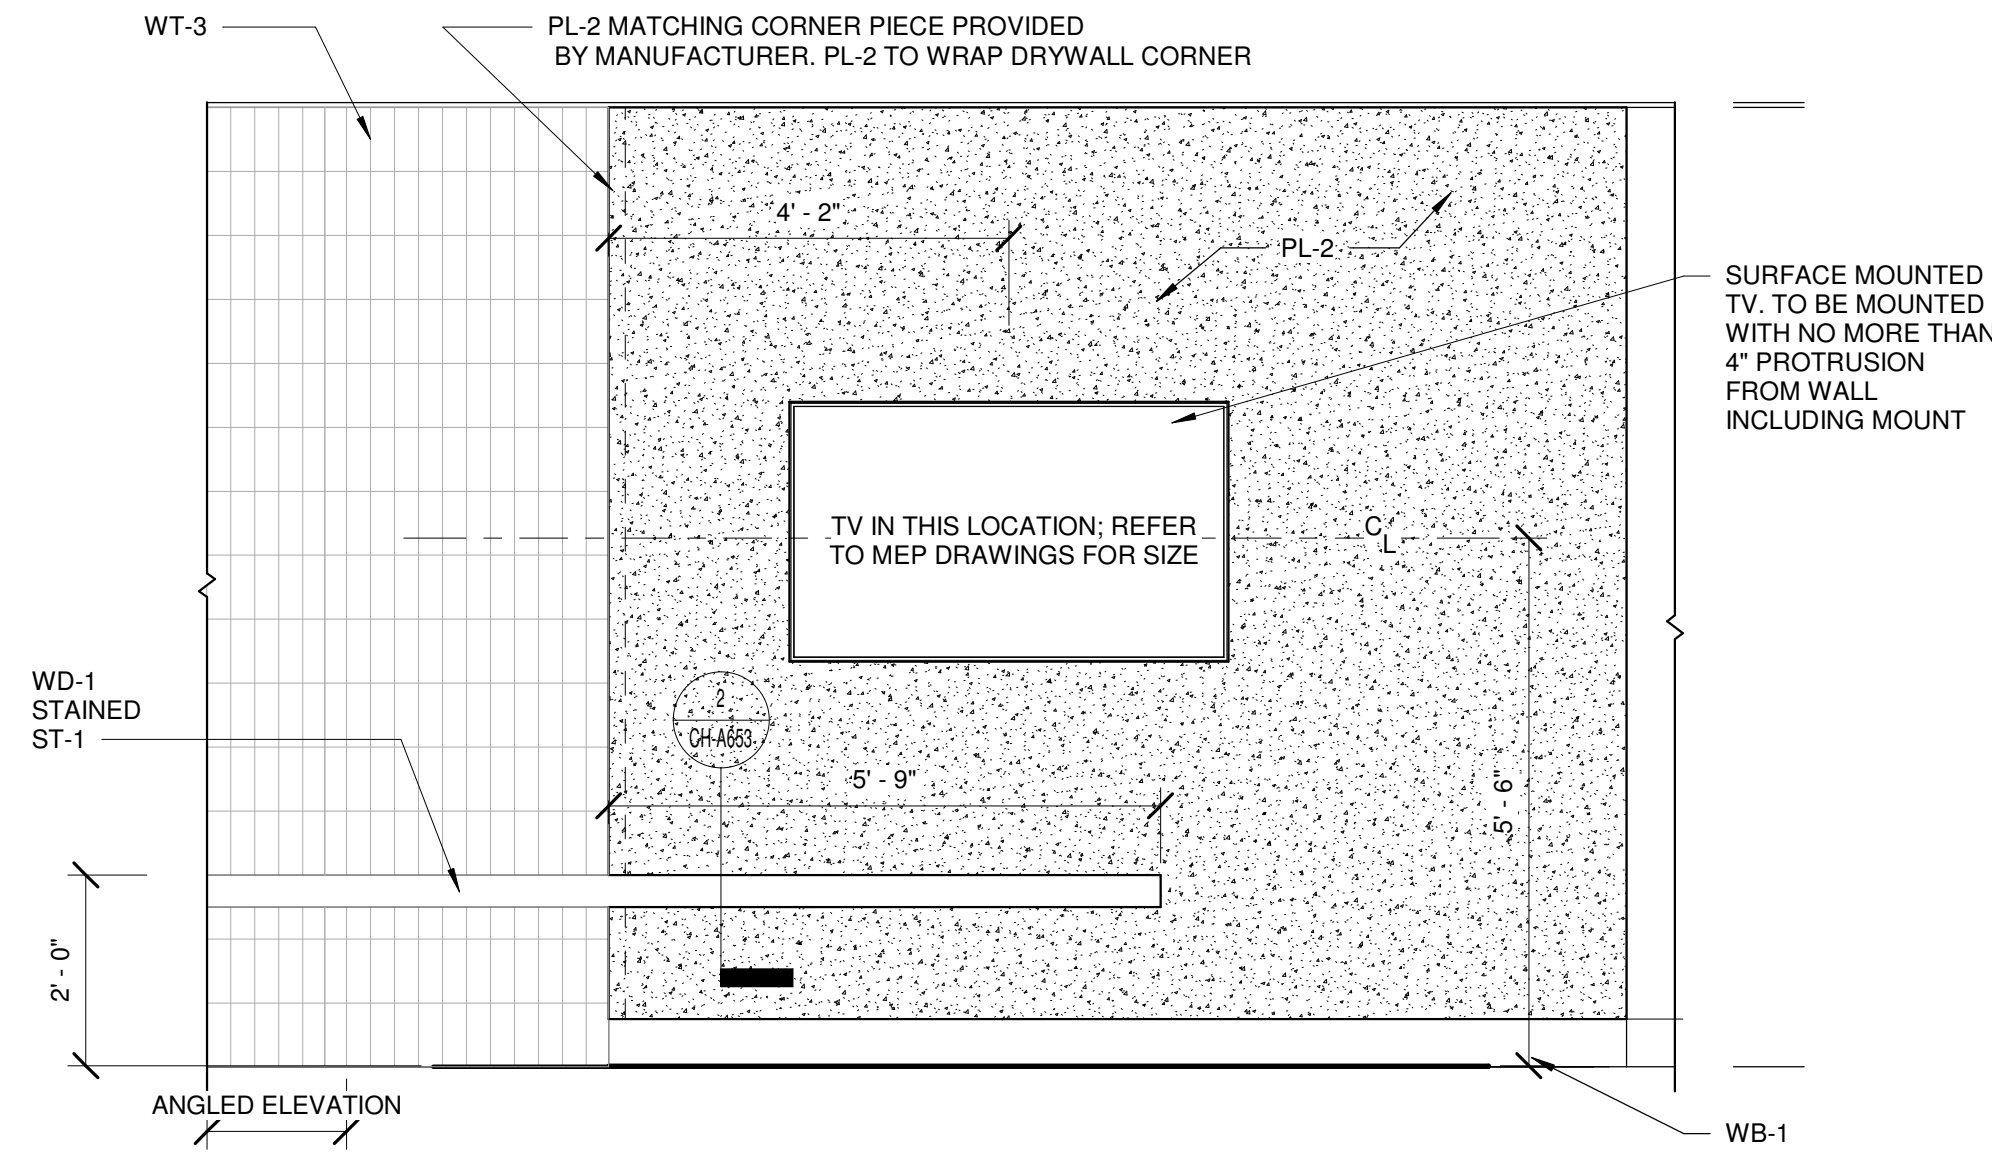 WT-3
PL-2 MATCHING CORNER PIECE PROVIDED
BY MANUFACTURER. PL-2 TO WRAP DRYWALL CORNER
4' - 2"
PL-2
SURFACE MOUNTED
TV. TO BE MOUNTED
WITH NO MORE THAN
4" PROTRUSION
FROM WALL
INCLUDING MOUNT
TV IN THIS LOCATION; REFER
TO MEP DRAWINGS FOR SIZE
CL
WD-1
STAINED
ST-1
2
CH-A653
5' - 9"
5' - 6"
2' - 0"
ANGLED ELEVATION
WB-1